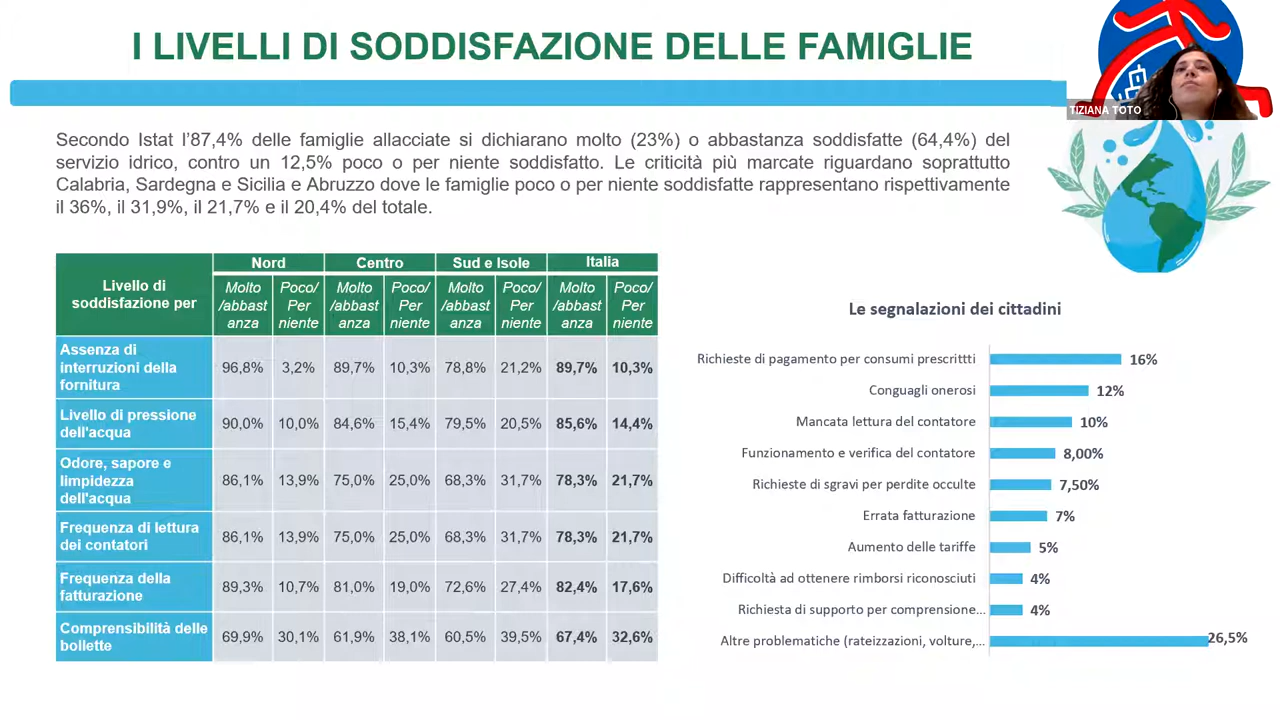 I LIVELLI DI SODDISFAZIONE DELLE FAMIGLIE
TIZIANA TOTO
Secondo Istat l'87,4% delle famiglie allacciate si dichiarano molto (23%) o abbastanza soddisfatte (64,4%) del
servizio idrico, contro un 12,5% poco o per niente soddisfatto. Le criticità più marcate riguardano soprattutto
Calabria, Sardegna e Sicilia e Abruzzo dove le famiglie poco o per niente soddisfatte rappresentano rispettivamente
il 36%, il 31,9%, il 21,7% e il 20,4% del totale.
Livello di
soddisfazione per
Nord Centro Sud e Isole Italia
Molto Poco/ Molto Poco/ Molto Poco/ Molto Poco/
/abbast Per /abbast Per /abbast Per /abbast Per
anza niente anza niente anza niente anza niente
Assenza di
interruzioni della
fornitura
96,8% 3,2% 89,7% 10,3% 78,8% 21,2% 89,7% 10,3%
Livello di pressione
dell'acqua
90,0% 10,0% 84,6% 15,4% 79,5% 20,5% 85,6% 14,4%
Odore, sapore e
limpidezza
dell'acqua
86,1% 13,9% 75,0% 25,0% 68,3% 31,7% 78,3% 21,7%
Frequenza di lettura
dei contatori
86,1% 13,9% 75,0% 25,0% 68,3% 31,7% 78,3% 21,7%
Frequenza della
fatturazione
89,3% 10,7% 81,0% 19,0% 72,6% 27,4% 82,4% 17,6%
Comprensibilità delle
bollette
69,9% 30,1% 61,9% 38,1% 60,5% 39,5% 67,4% 32,6%
Le segnalazioni dei cittadini
Richieste di pagamento per consumi prescrittti 16%
Conguagli onerosi 12%
Mancata lettura del contatore 10%
Funzionamento e verifica del contatore 8,00%
Richieste di sgravi per perdite occulte 7,50%
Errata fatturazione 7%
Aumento delle tariffe 5%
Difficoltà ad ottenere rimborsi riconosciuti 4%
Richiesta di supporto per comprensione... 4%
Altre problematiche (rateizzazioni, volture,... 26,5%